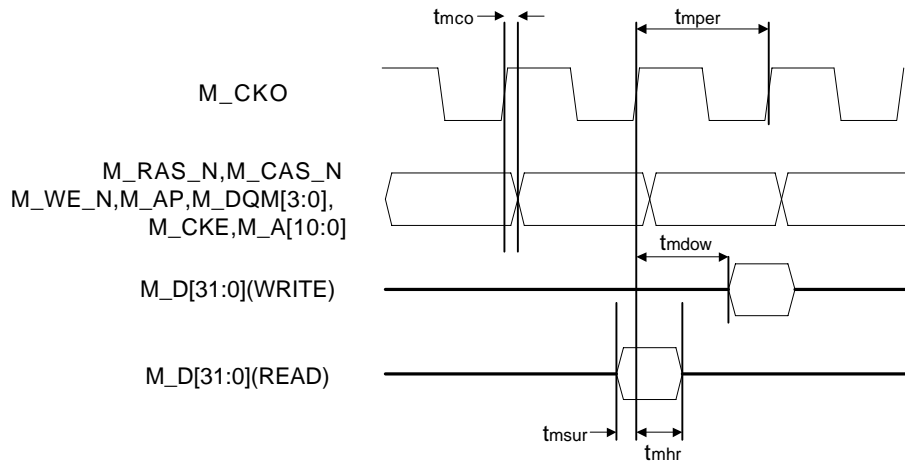 tmco
tmper
M_CKO
M_RAS_N,M_CAS_N
M_WE_N,M_AP,M_DQM[3:0],
M_CKE,M_A[10:0]
tmdow
M_D[31:0](WRITE)
M_D[31:0](READ)
tmsur
tmhr